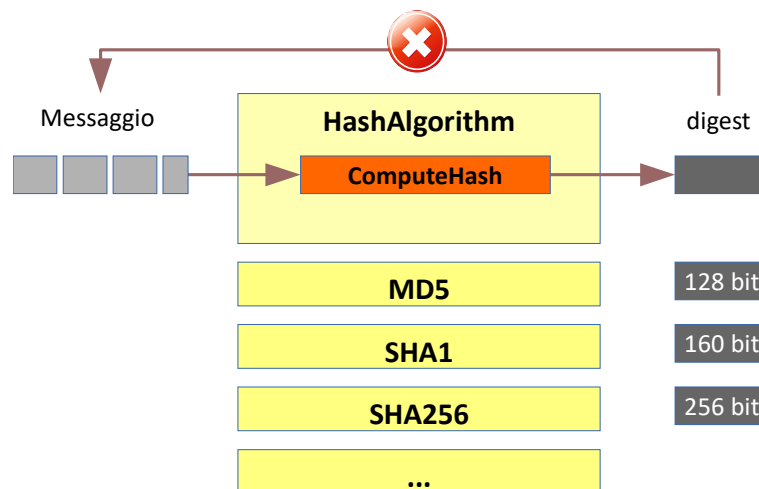 Messaggio
HashAlgorithm
digest
ComputeHash
MD5
128 bit
SHA1
160 bit
SHA256
256 bit
...